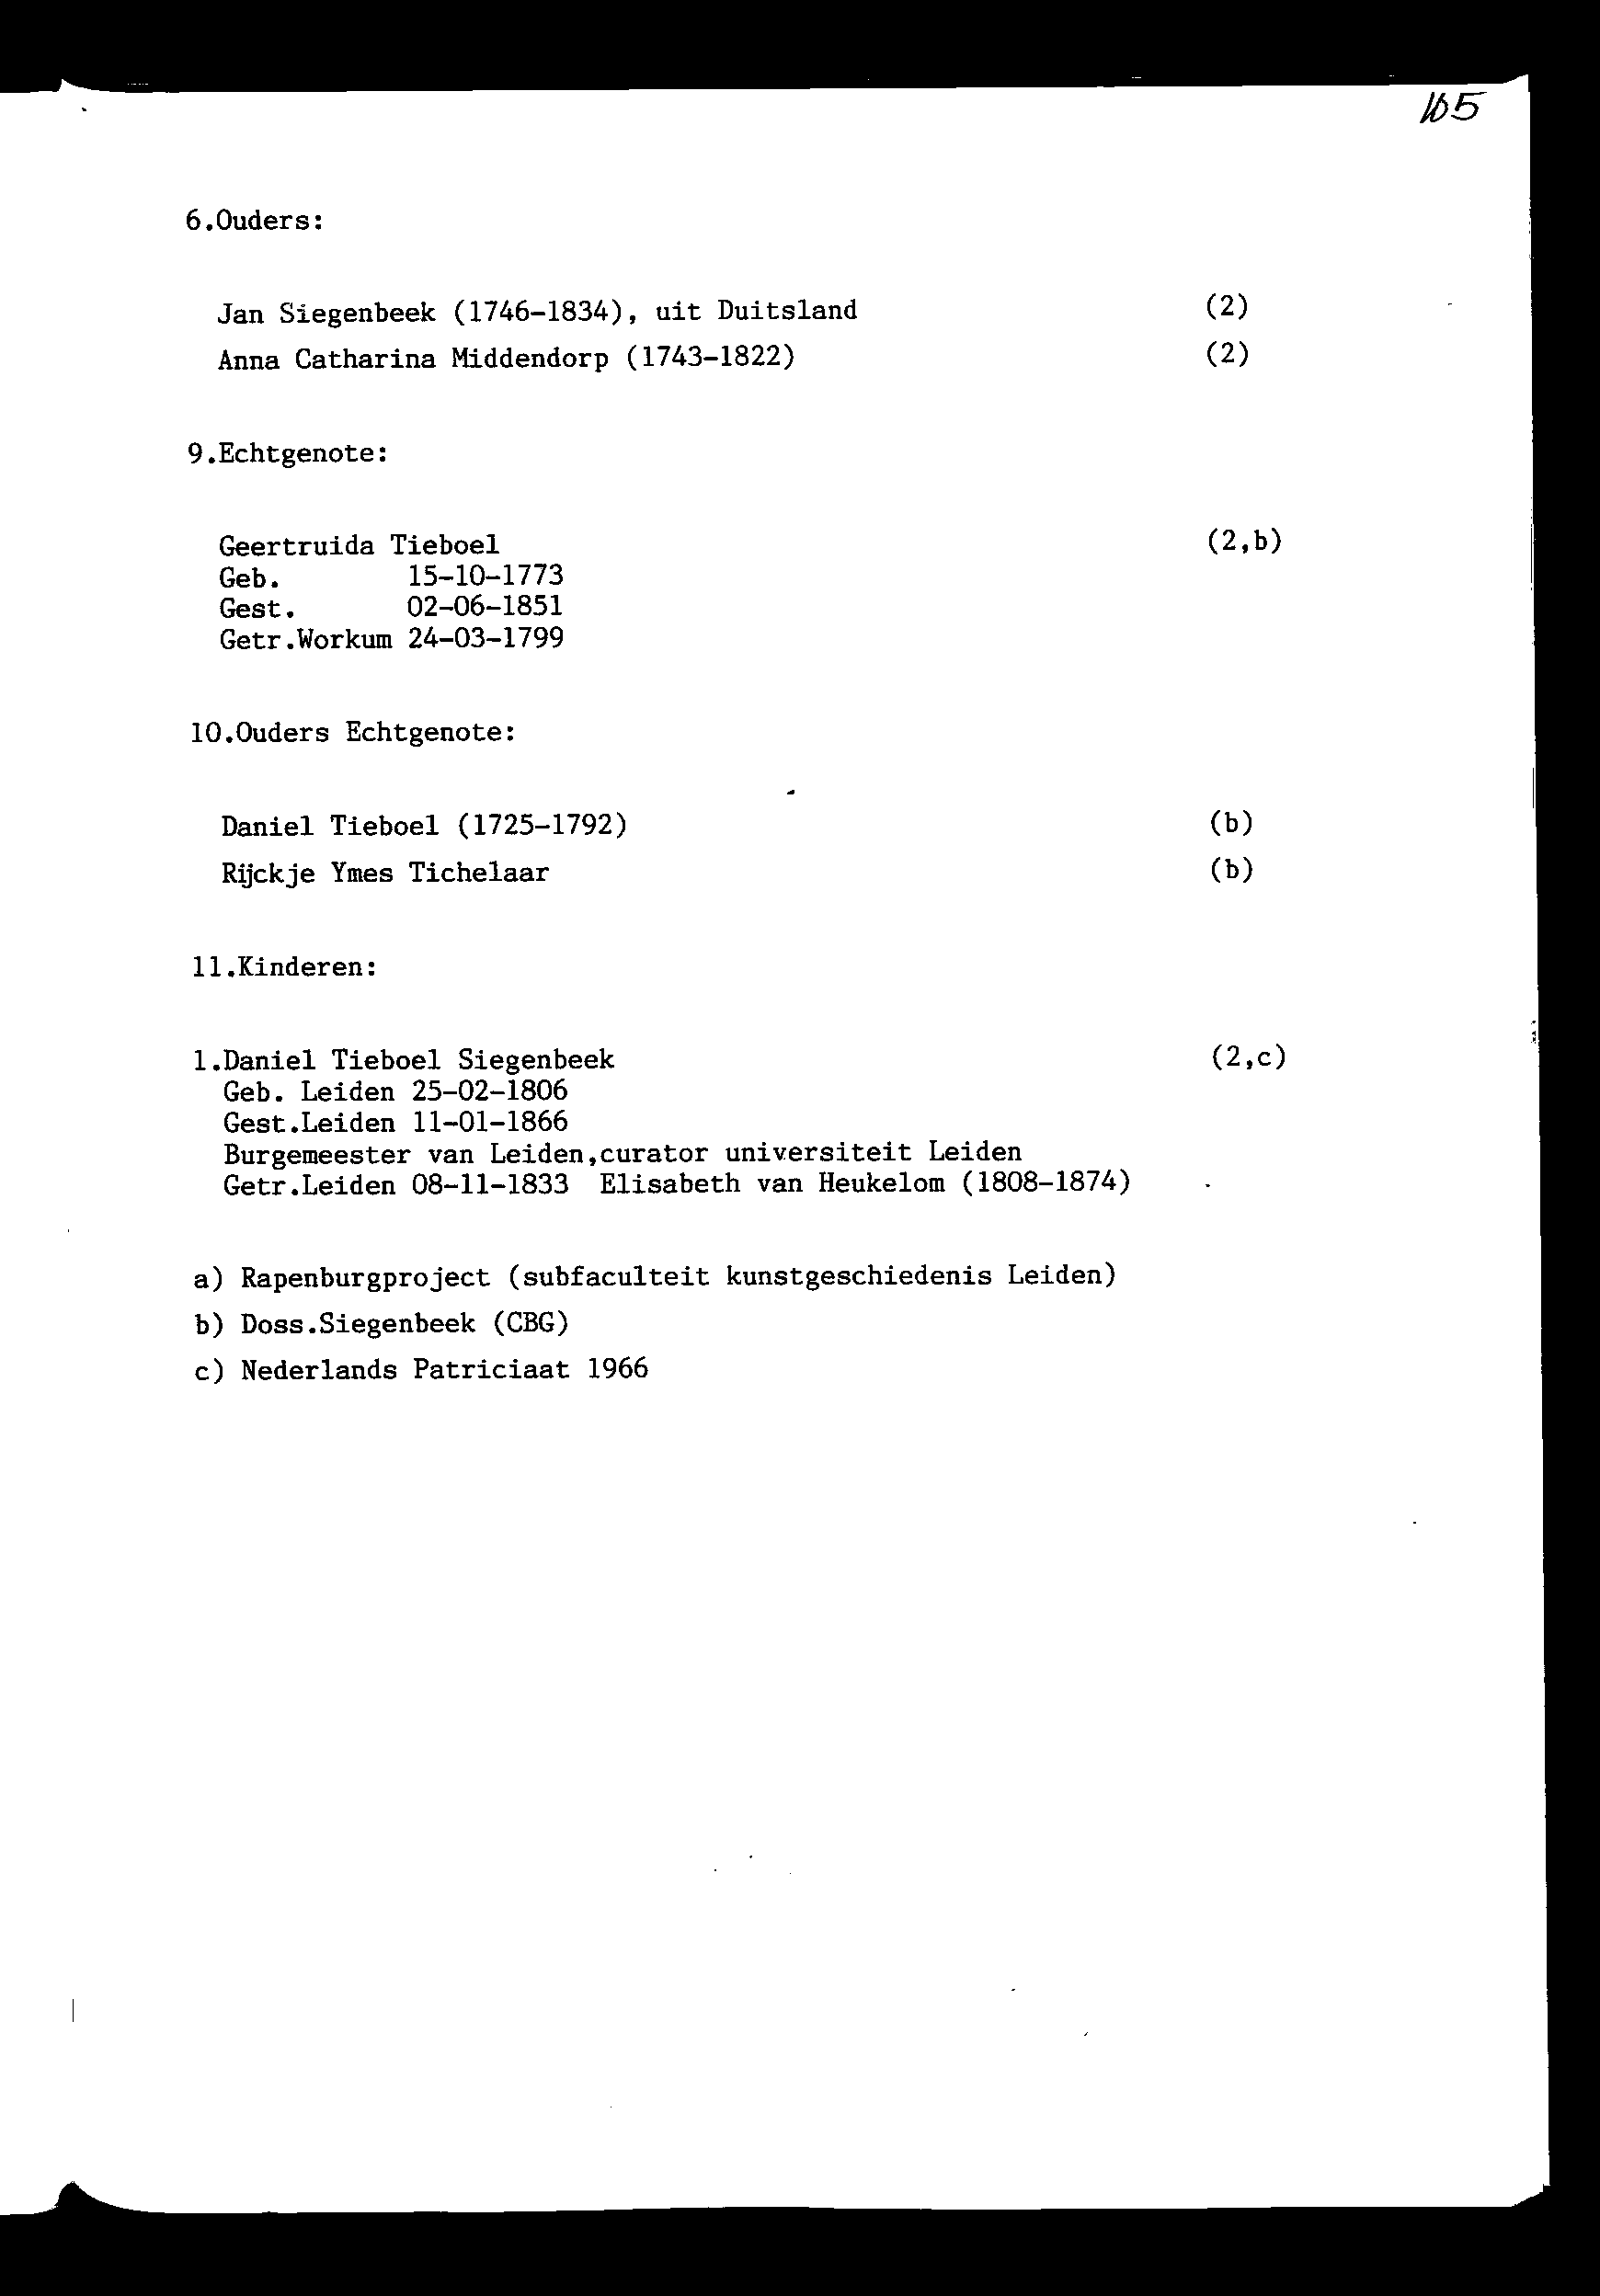 6.Ouders:
Jan Siegenbeek (1746-1834), uit Duitsland (2)
Anna Catharina Middendorp (1743-1822) (2)
9.Echtgenote:
Geertruida Tieboel (2,b)
Geb. 15-10-1773
Gest. 02-06-1851
Getr.Workum 24-03-1799
10.Ouders Echtgenote:
Daniel Tieboel (1725-1792) (b)
Rijckje Ymes Tichelaar (b)
11.Kinderen:
1.Daniel Tieboel Siegenbeek (2,c)
Geb. Leiden 25-02-1806
Gest.Leiden 11-01-1866
Burgemeester van Leiden,curator universiteit Leiden
Getr.Leiden 08-11-1833 Elisabeth van Heukelom (1808-1874)
a) Rapenburgproject (subfaculteit kunstgeschiedenis Leiden)
b) Doss.Siegenbeek (CBG)
c) Nederlands Patriciaat 1966